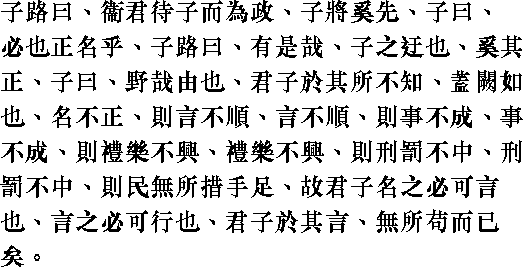 子路曰、衞君待子而為政、子將奚先、子曰、
必也正名乎、子路曰、有是哉、子之迂也、奚其
正、子曰、野哉由也、君子於其所不知、蓋闕如
也、名不正、則言不順、言不順、則事不成、事
不成、則禮樂不興、禮樂不興、則刑罰不中、刑
罰不中、則民無所措手足、故君子名之必可言
也、言之必可行也、君子於其言、無所苟而已
矣。